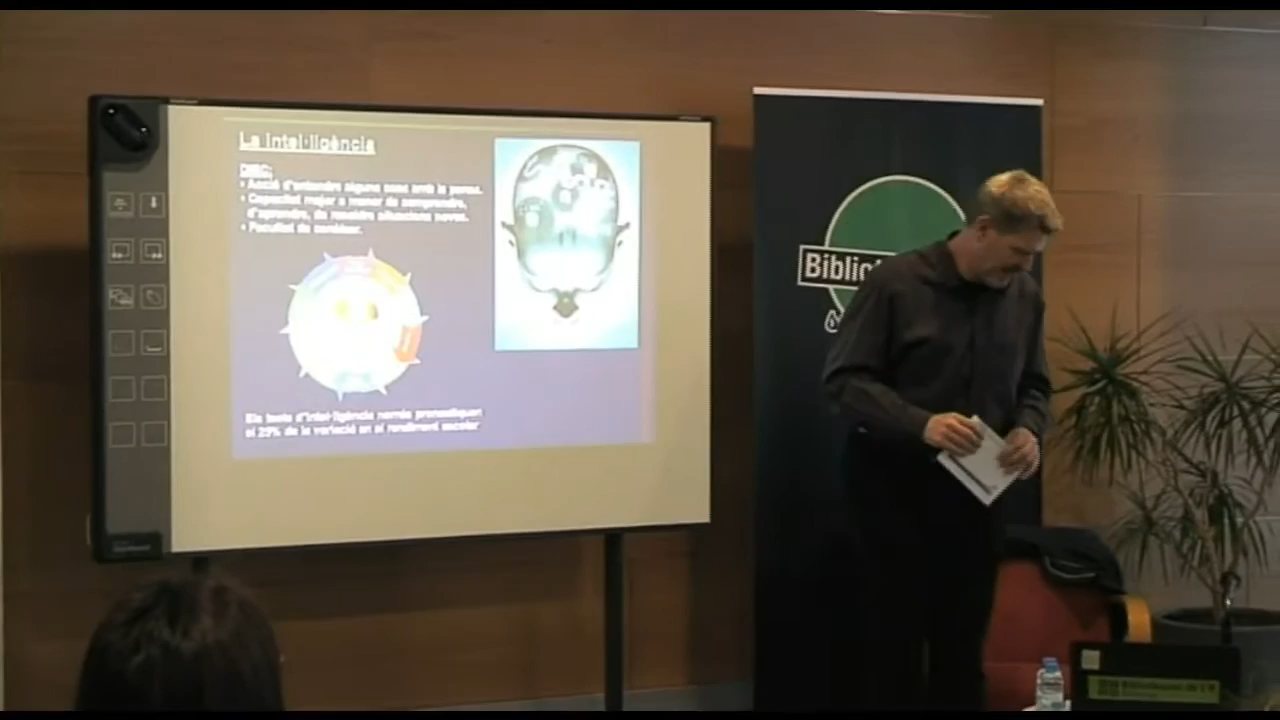 La intel·ligència
DIEC:
• Acció d'entendre alguna cosa amb la pensa.
• Capacitat major o menor de comprendre,
d'aprendre, de resoldre situacions noves.
• Facultat de conèixer.
Els tests d'intel·ligència només pronostiquen
el 25% de la variació en el rendiment escolar
Bibliot